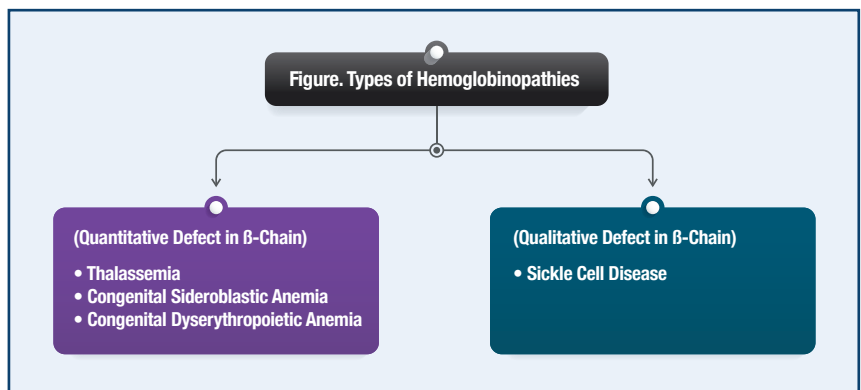 Figure. Types of Hemoglobinopathies
(Quantitative Defect in ß-Chain)
• Thalassemia
• Congenital Sideroblastic Anemia
• Congenital Dyserythropoietic Anemia
(Qualitative Defect in ß-Chain)
• Sickle Cell Disease